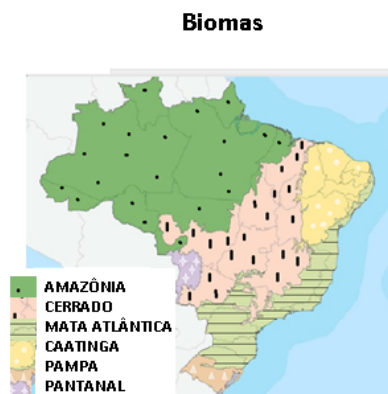 Biomas
AMAZÔNIA
CERRADO
MATA ATLÂNTICA
CAATINGA
PAMPA
PANTANAL